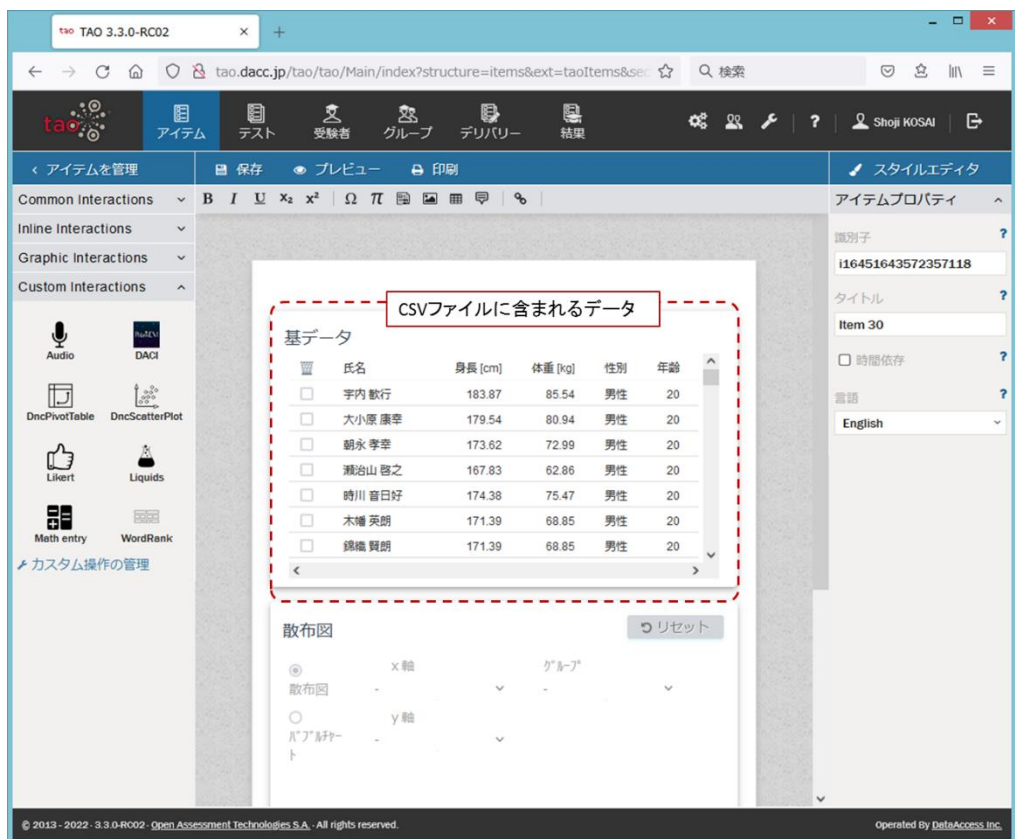 tao TAO 3.3.0-RC02
tao.dacc.jp/tao/tao/Main/index?structure=items&ext=taoItems&sec
検索
tao
アイテム
テスト
受験者
グループ
デリバリー
結果
?
Shoji KOSAI
アイテムを管理
保存
プレビュー
印刷
スタイルエディタ
Common Interactions
B I U x₂ x² Ω π
アイテムプロパティ
Inline Interactions
Graphic Interactions
Custom Interactions
Audio
DACI
DncPivotTable
DncScatterPlot
Likert
Liquids
Math entry
WordRank
カスタム操作の管理
CSVファイルに含まれるデータ
基データ
氏名 身長 [cm] 体重 [kg] 性別 年齢
宇内 敏行 183.87 85.54 男性 20
大小原 康幸 179.54 80.94 男性 20
朝永 孝幸 173.62 72.99 男性 20
瀬治山 啓之 167.83 62.86 男性 20
時川 音日好 174.38 75.47 男性 20
木幡 英朗 171.39 68.85 男性 20
錦織 賢朗 171.39 68.85 男性 20
散布図
リセット
x 軸
グループ
散布図
-
-
y 軸
バブルチャー
ト
-
識別子 ?
i16451643572357118
タイトル ?
Item 30
時間依存 ?
言語 ?
English
© 2013 - 2022 · 3.3.0-RC02 · Open Assessment Technologies S.A. · All rights reserved.
Operated By DataAccess Inc.